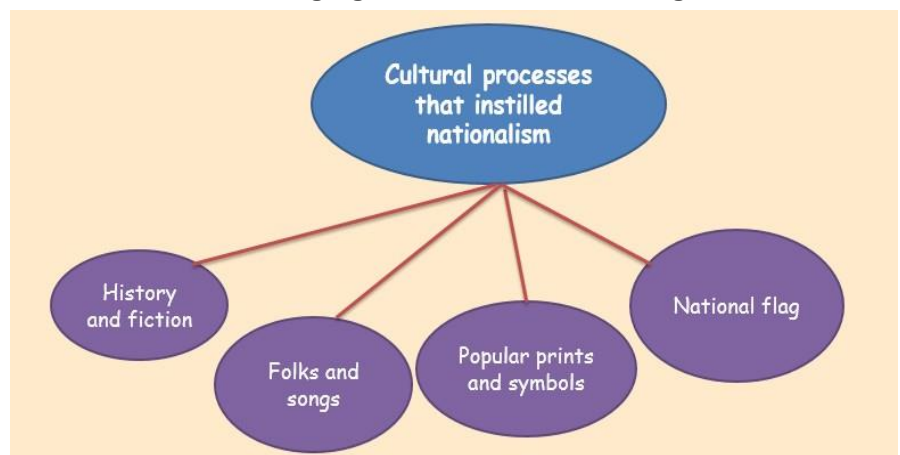 Cultural processes
that instilled
nationalism
History
and fiction
Folks and
songs
Popular prints
and symbols
National flag